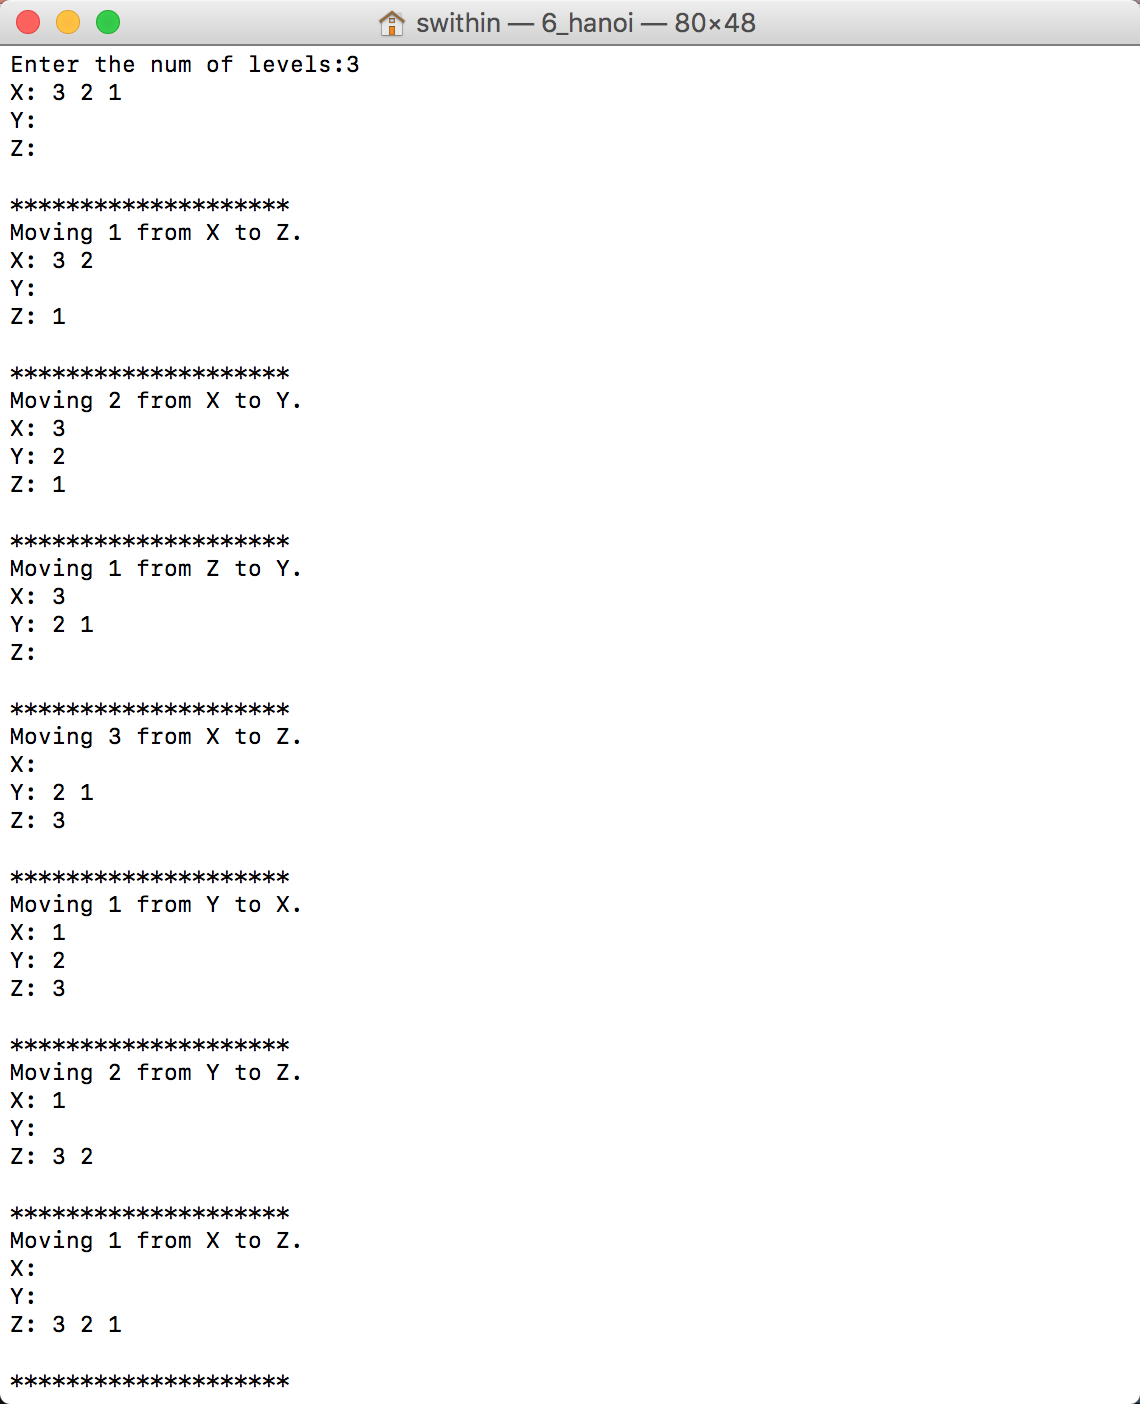 swithin — 6_hanoi — 80×48
Enter the num of levels:3
X: 3 2 1
Y:
Z:
********************
Moving 1 from X to Z.
X: 3 2
Y:
Z: 1
********************
Moving 2 from X to Y.
X: 3
Y: 2
Z: 1
********************
Moving 1 from Z to Y.
X: 3
Y: 2 1
Z:
********************
Moving 3 from X to Z.
X:
Y: 2 1
Z: 3
********************
Moving 1 from Y to X.
X: 1
Y: 2
Z: 3
********************
Moving 2 from Y to Z.
X: 1
Y:
Z: 3 2
********************
Moving 1 from X to Z.
X:
Y:
Z: 3 2 1
********************